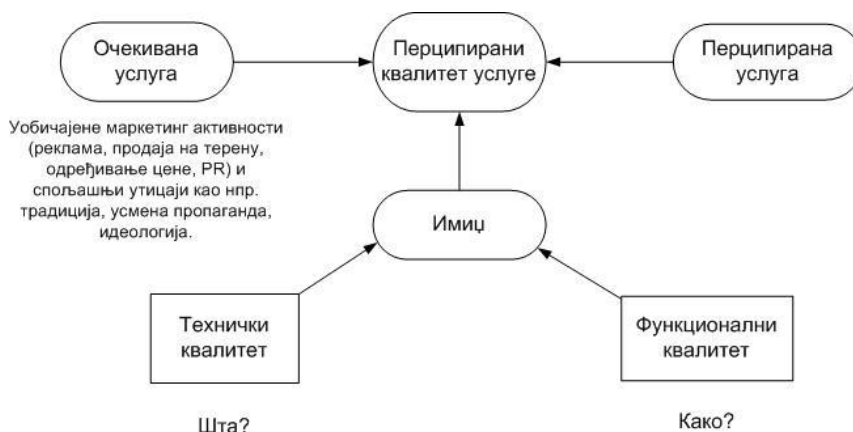 Очекивана
услуга
Перципирани
квалитет услуге
Перципирана
услуга
Уобичајене маркетинг активности
(реклама, продаја на терену,
одређивање цене, PR) и
спољашњи утицаји као нпр.
традиција, усмена пропаганда,
идеологија.
Имиџ
Технички
квалитет
Функционални
квалитет
Шта?
Како?